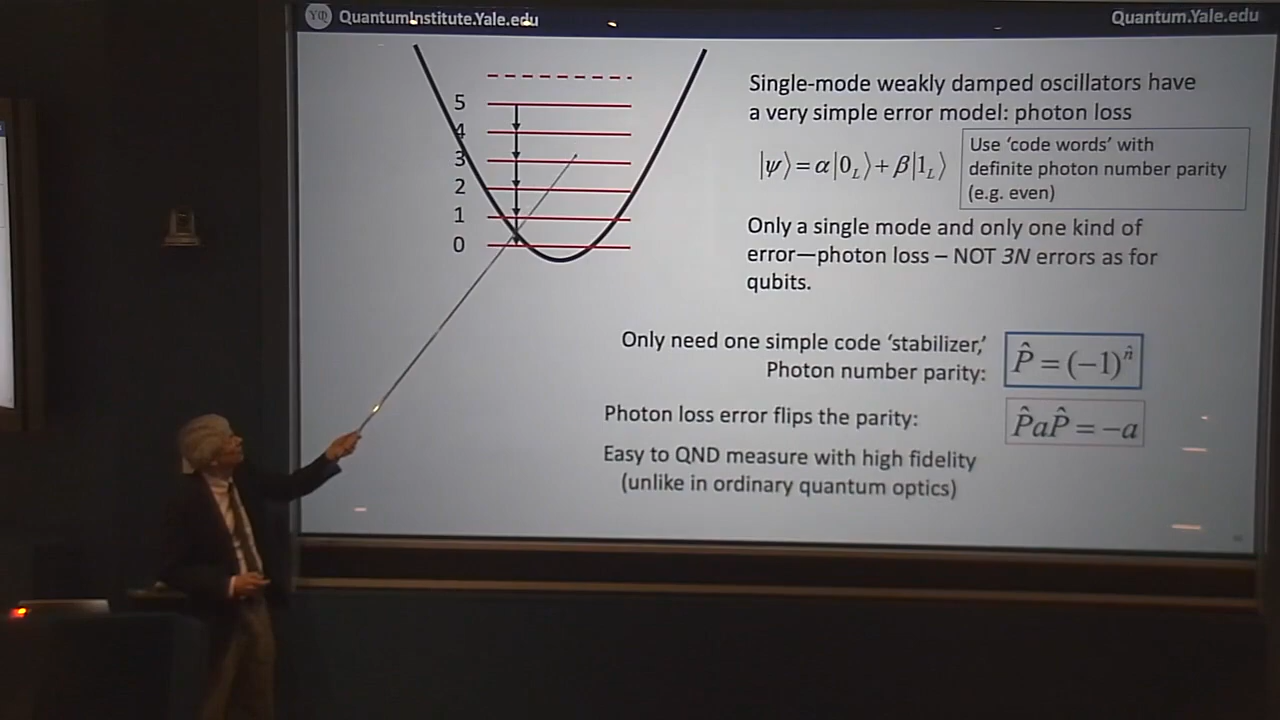 YQ QuantumInstitute.Yale.edu
Quantum.Yale.edu
5
4
3
2
1
0
Single-mode weakly damped oscillators have
a very simple error model: photon loss
|ψ⟩ = α|0_L⟩ + β|1_L⟩
Use ‘code words’ with
definite photon number parity
(e.g. even)
Only a single mode and only one kind of
error—photon loss – NOT 3N errors as for
qubits.
Only need one simple code ‘stabilizer,’
Photon number parity:
P̂ = (−1)^n̂
Photon loss error flips the parity:
P̂aP̂ = −a
Easy to QND measure with high fidelity
(unlike in ordinary quantum optics)